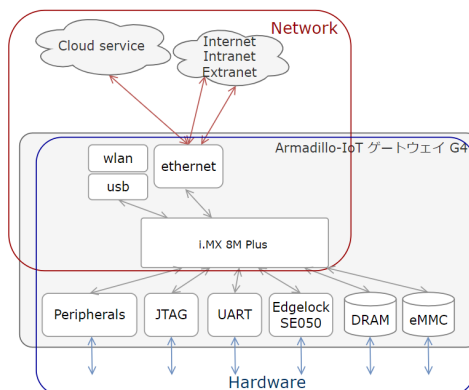 Network
Cloud service
Internet
Intranet
Extranet
Armadillo-IoT ゲートウェイ G4
wlan
usb
ethernet
i.MX 8M Plus
Peripherals
JTAG
UART
Edgelock
SE050
DRAM
eMMC
Hardware